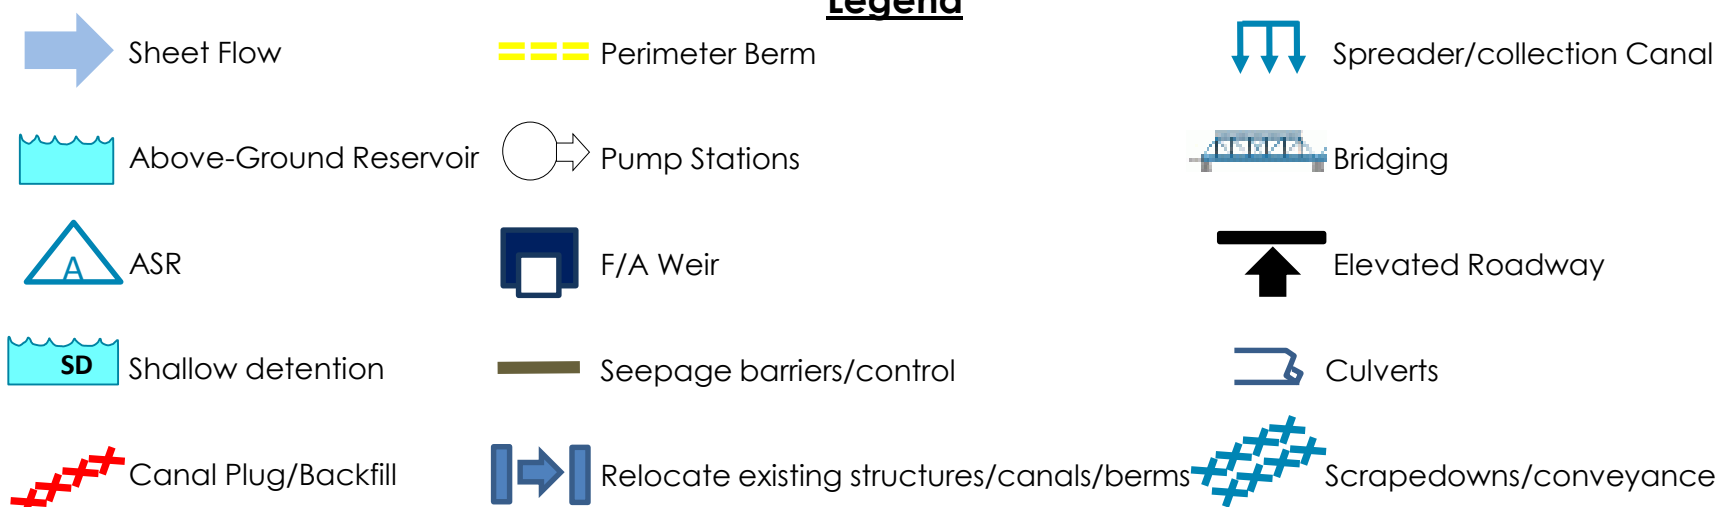 Legend
Sheet Flow
Perimeter Berm
Spreader/collection Canal
Above-Ground Reservoir
Pump Stations
Bridging
A
ASR
F/A Weir
Elevated Roadway
SD
Shallow detention
Seepage barriers/control
Culverts
Canal Plug/Backfill
Relocate existing structures/canals/berms
Scrapedowns/conveyance